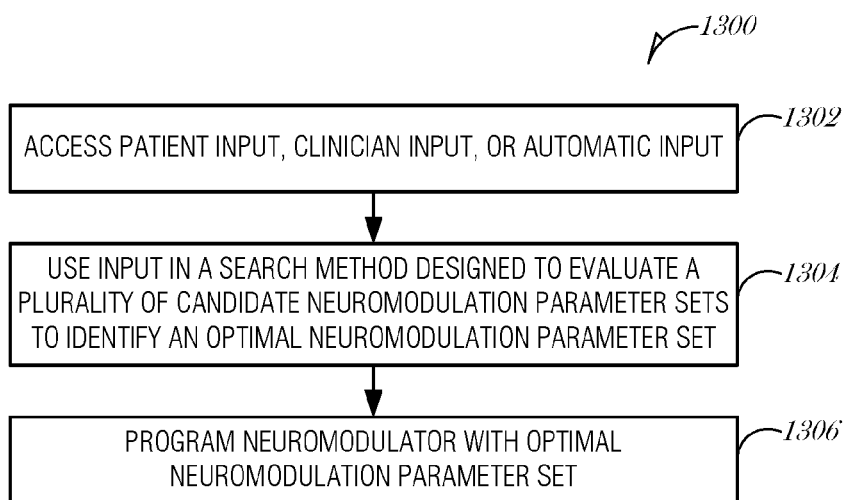 1300
ACCESS PATIENT INPUT, CLINICIAN INPUT, OR AUTOMATIC INPUT
1302
USE INPUT IN A SEARCH METHOD DESIGNED TO EVALUATE A
PLURALITY OF CANDIDATE NEUROMODULATION PARAMETER SETS
TO IDENTIFY AN OPTIMAL NEUROMODULATION PARAMETER SET
1304
PROGRAM NEUROMODULATOR WITH OPTIMAL
NEUROMODULATION PARAMETER SET
1306